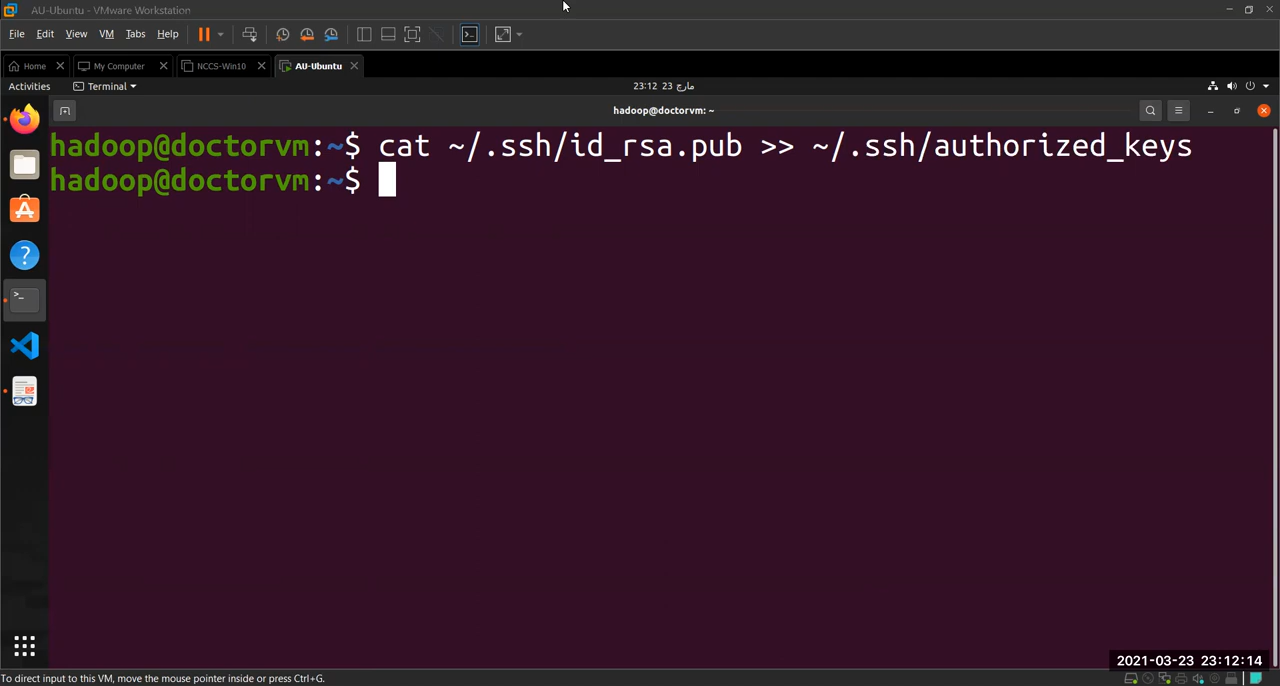 AU-Ubuntu - VMware Workstation
File Edit View VM Tabs Help
Home My Computer NCCS-Win10 AU-Ubuntu
Activities Terminal 23:12 23 مارچ
hadoop@doctorvm: ~
hadoop@doctorvm:~$ cat ~/.ssh/id_rsa.pub >> ~/.ssh/authorized_keys
hadoop@doctorvm:~$
2021-03-23 23:12:14
To direct input to this VM, move the mouse pointer inside or press Ctrl+G.